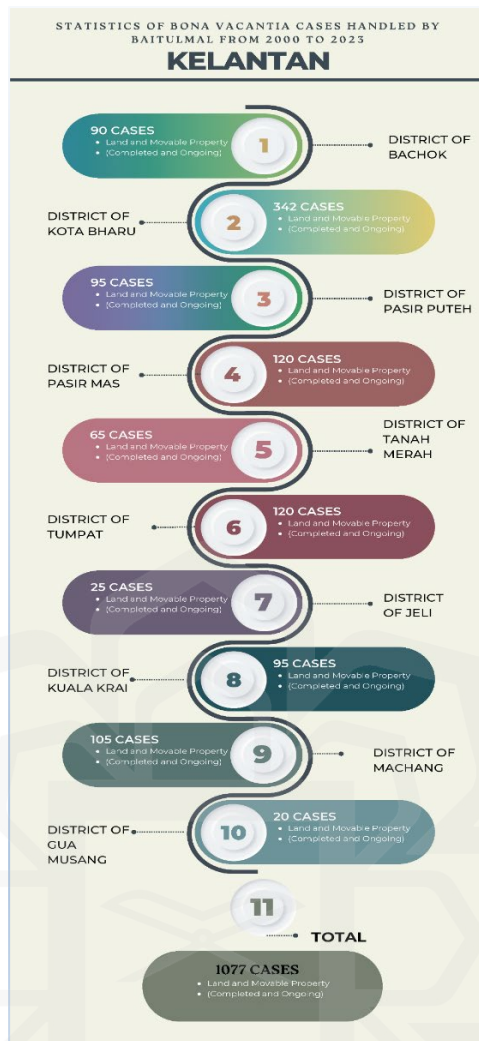 STATISTICS OF BONA VACANTIA CASES HANDLED BY
BAITULMAL FROM 2000 TO 2023
KELANTAN
90 CASES
• Land and Movable Property
• (Completed and Ongoing)
1
DISTRICT OF
BACHOK
DISTRICT OF
KOTA BHARU
2
342 CASES
• Land and Movable Property
• (Completed and Ongoing)
95 CASES
• Land and Movable Property
• (Completed and Ongoing)
3
DISTRICT OF
PASIR PUTEH
DISTRICT OF
PASIR MAS
4
120 CASES
• Land and Movable Property
• (Completed and Ongoing)
65 CASES
• Land and Movable Property
• (Completed and Ongoing)
5
DISTRICT OF
TANAH
MERAH
DISTRICT OF
TUMPAT
6
120 CASES
• Land and Movable Property
• (Completed and Ongoing)
25 CASES
• Land and Movable Property
• (Completed and Ongoing)
7
DISTRICT
OF JELI
DISTRICT OF
KUALA KRAI
8
95 CASES
• Land and Movable Property
• (Completed and Ongoing)
105 CASES
• Land and Movable Property
• (Completed and Ongoing)
9
DISTRICT OF
MACHANG
DISTRICT OF
GUA
MUSANG
10
20 CASES
• Land and Movable Property
• (Completed and Ongoing)
11
TOTAL
1077 CASES
• Land and Movable Property
• (Completed and Ongoing)